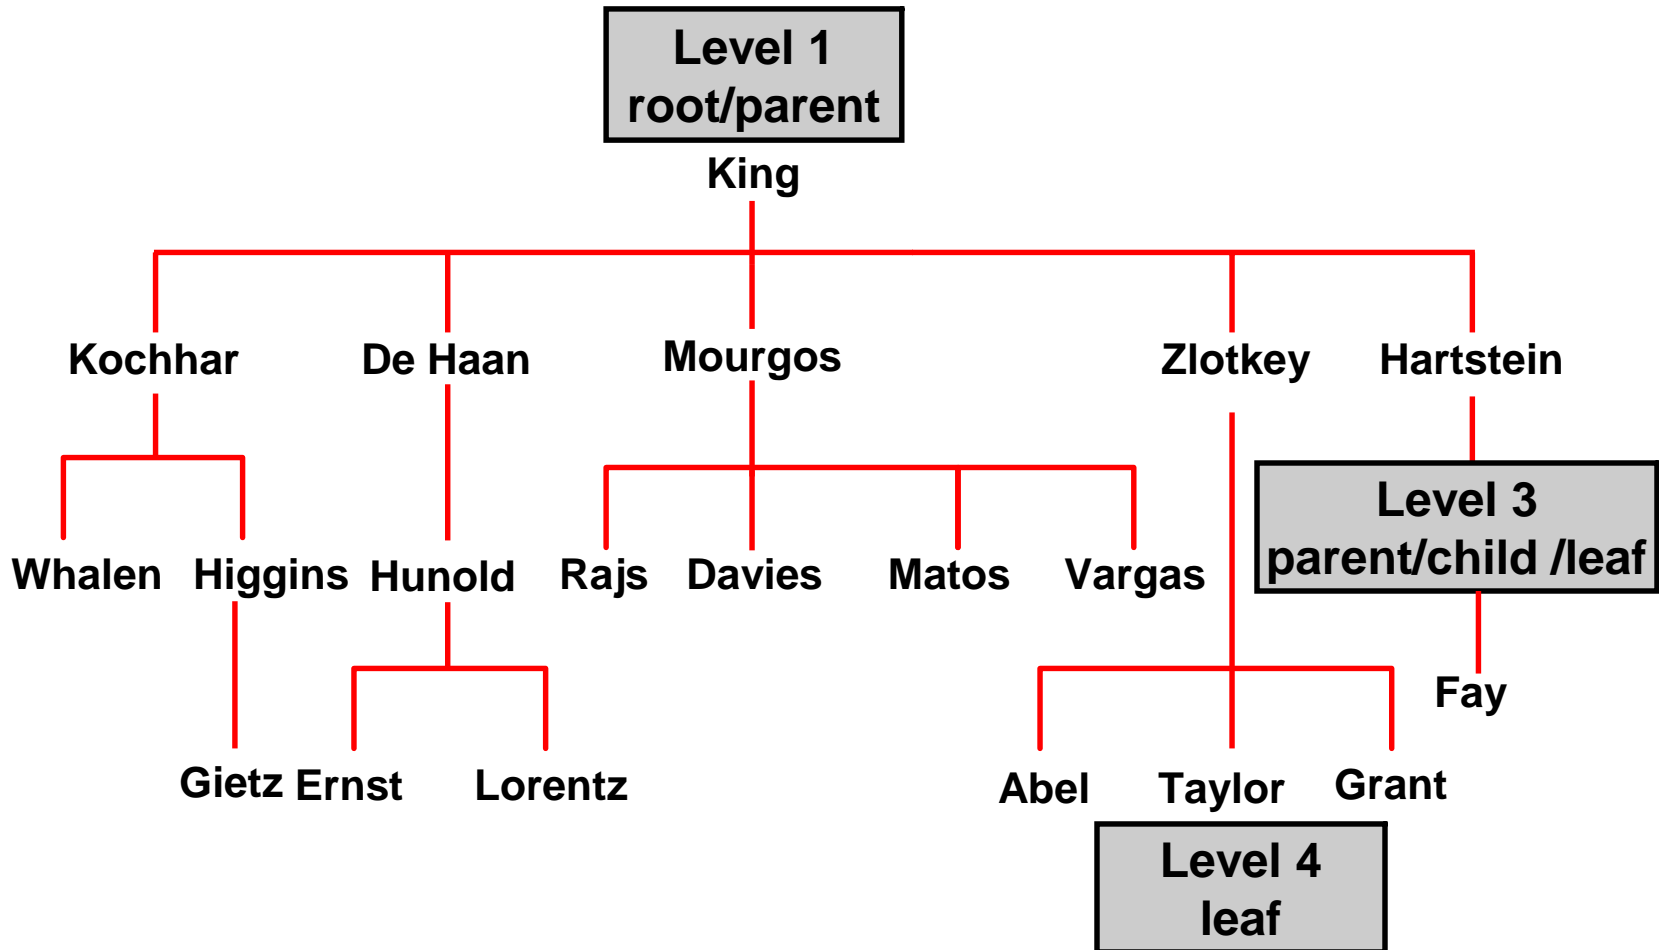 Level 1
root/parent
King
Kochhar De Haan Mourgos Zlotkey Hartstein
Level 3
parent/child /leaf
Whalen Higgins Hunold Rajs Davies Matos Vargas
Fay
Gietz Ernst Lorentz Abel Taylor Grant
Level 4
leaf